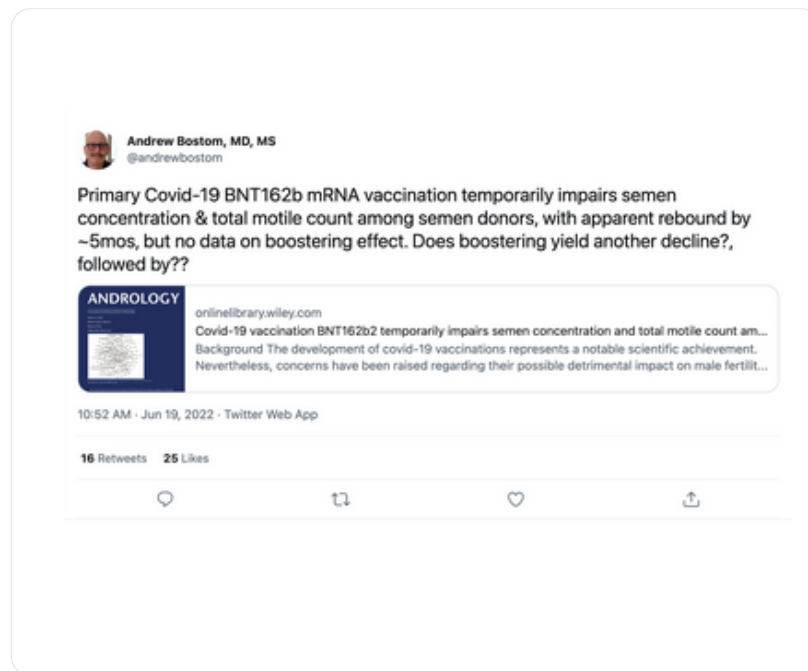 Andrew Bostom, MD, MS
@andrewbostom
Primary Covid-19 BNT162b mRNA vaccination temporarily impairs semen
concentration & total motile count among semen donors, with apparent rebound by
~5mos, but no data on boostering effect. Does boostering yield another decline?,
followed by??
ANDROLOGY
onlinelibrary.wiley.com
Covid-19 vaccination BNT162b2 temporarily impairs semen concentration and total motile count am...
Background The development of covid-19 vaccinations represents a notable scientific achievement.
Nevertheless, concerns have been raised regarding their possible detrimental impact on male fertilit...
10:52 AM · Jun 19, 2022 · Twitter Web App
16 Retweets 25 Likes